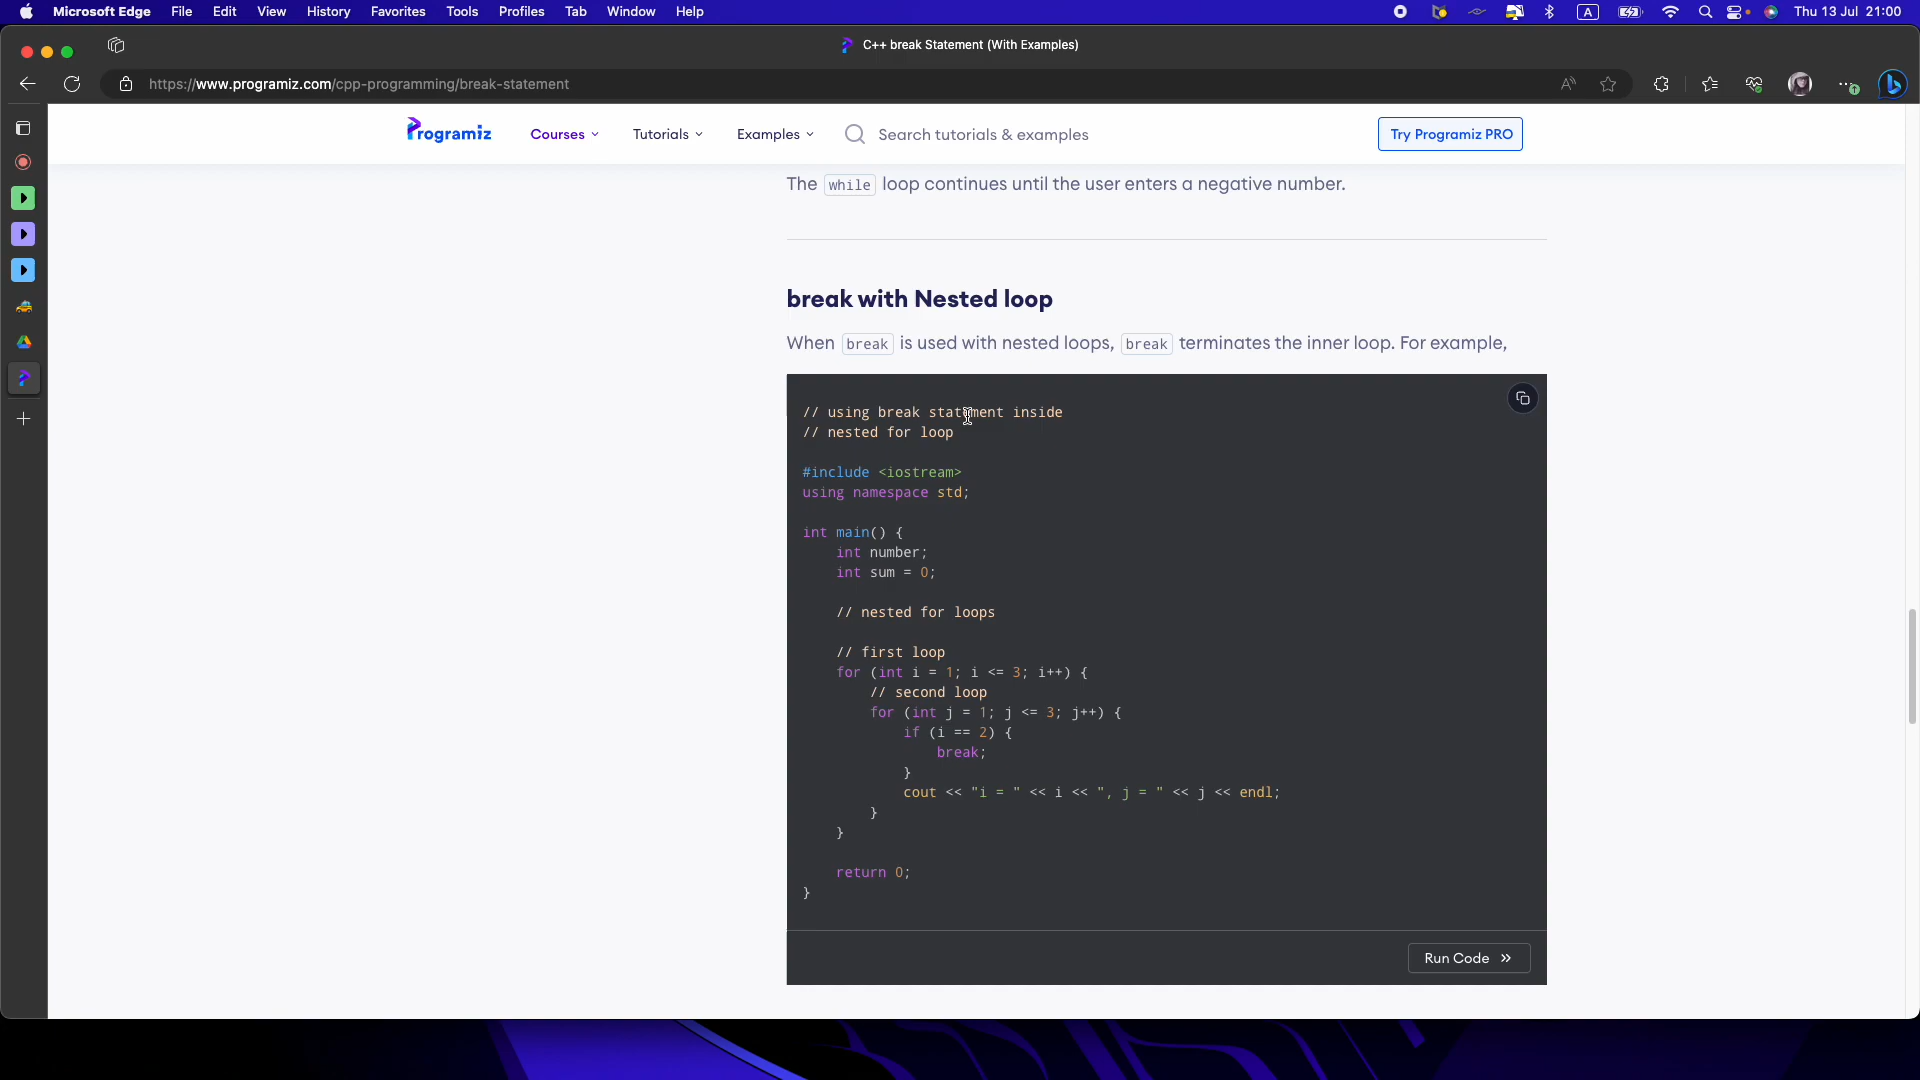 Microsoft Edge File Edit View History Favorites Tools Profiles Tab Window Help A Thu 13 Jul 21:00
C++ break Statement (With Examples)
https://www.programiz.com/cpp-programming/break-statement
Programiz Courses Tutorials Examples Search tutorials & examples Try Programiz PRO
The while loop continues until the user enters a negative number.
break with Nested loop
When break is used with nested loops, break terminates the inner loop. For example,
// using break statement inside
// nested for loop
#include <iostream>
using namespace std;
int main() {
    int number;
    int sum = 0;
    // nested for loops
    // first loop
    for (int i = 1; i <= 3; i++) {
        // second loop
        for (int j = 1; j <= 3; j++) {
            if (i == 2) {
                break;
            }
            cout << "i = " << i << ", j = " << j << endl;
        }
    }
    return 0;
}
Run Code »